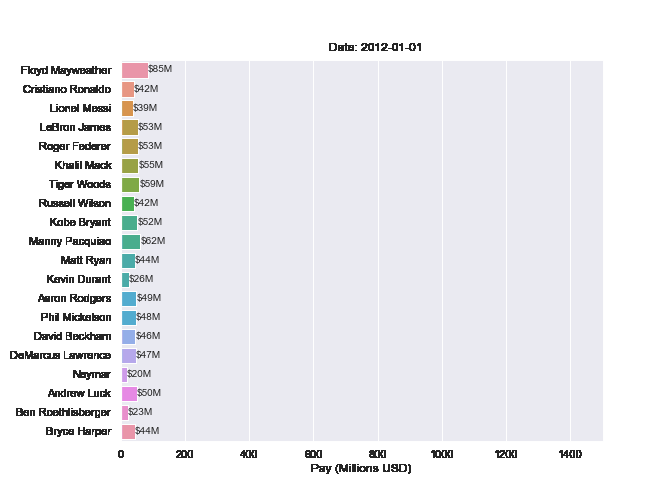 Date: 2012-01-01
Floyd Mayweather $85M
Cristiano Ronaldo $42M
Lionel Messi $39M
LeBron James $53M
Roger Federer $53M
Khalil Mack $55M
Tiger Woods $59M
Russell Wilson $42M
Kobe Bryant $52M
Manny Pacquiao $62M
Matt Ryan $44M
Kevin Durant $26M
Aaron Rodgers $49M
Phil Mickelson $48M
David Beckham $46M
DeMarcus Lawrence $47M
Neymar $20M
Andrew Luck $50M
Ben Roethlisberger $23M
Bryce Harper $44M
0 200 400 600 800 1000 1200 1400
Pay (Millions USD)